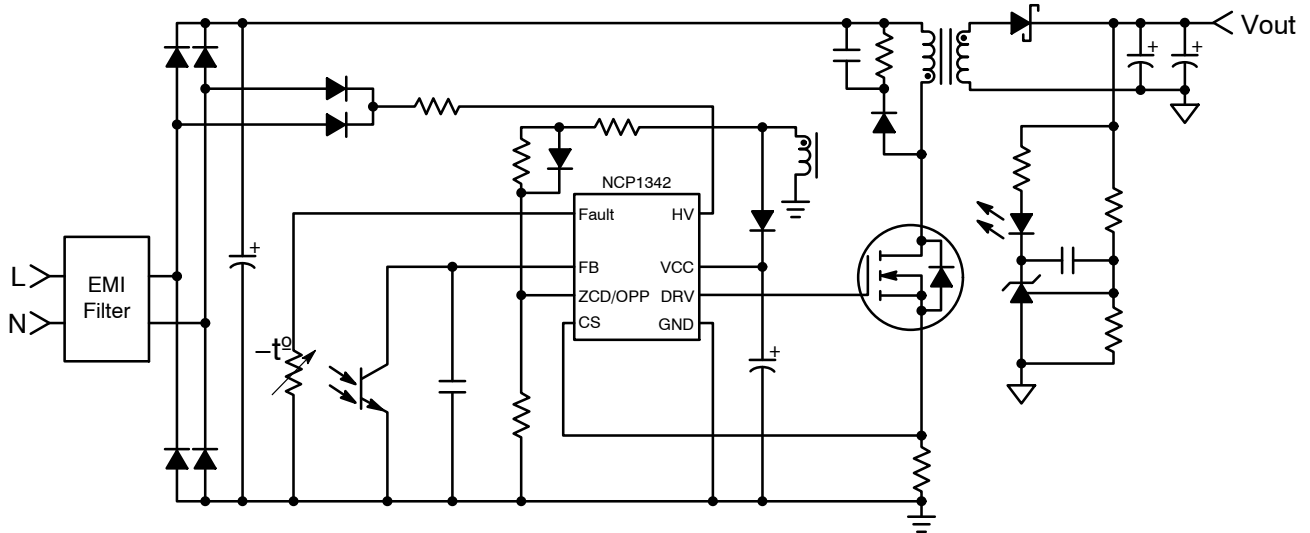 Vout
NCP1342
Fault
HV
L
EMI
Filter
FB
VCC
N
ZCD/OPP
DRV
CS
GND
–tº
+
+
+
+